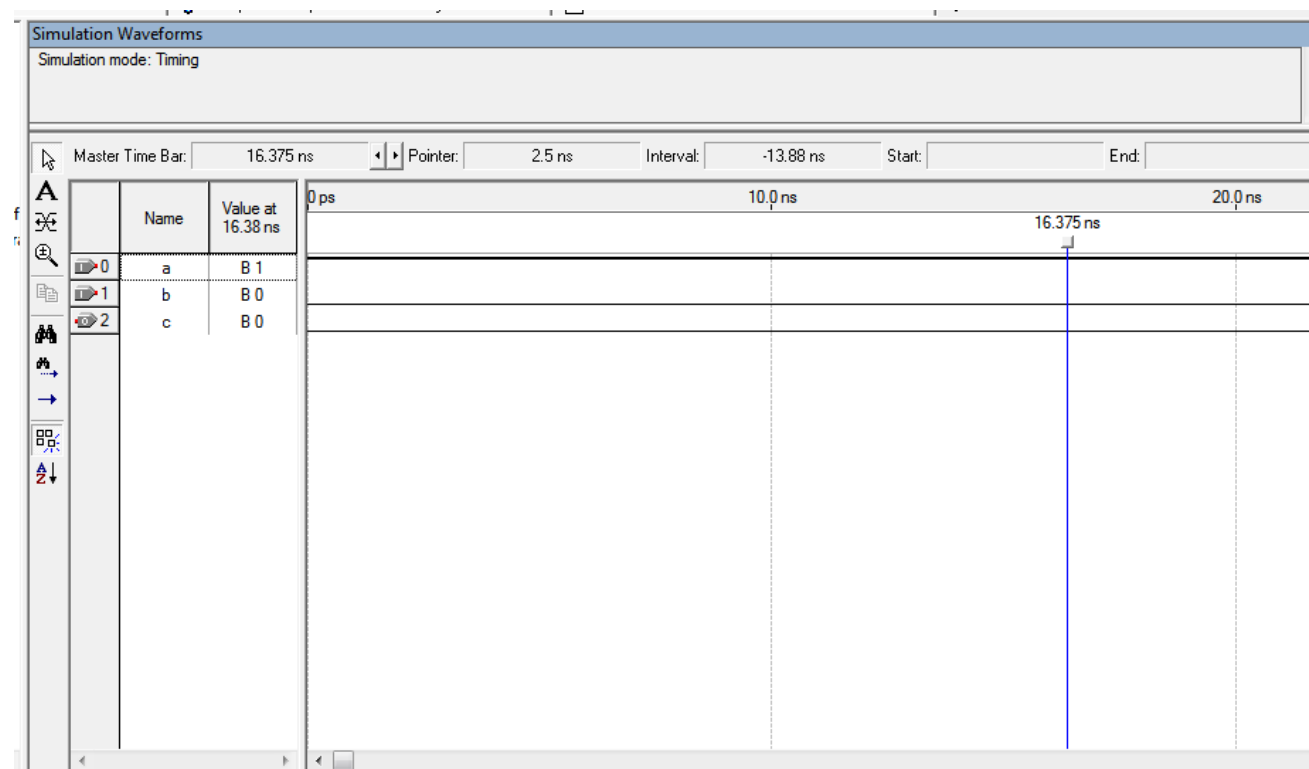 Simulation Waveforms
Simulation mode: Timing
Master Time Bar: 16.375 ns Pointer: 2.5 ns Interval: -13.88 ns Start: End:
A
Name
Value at
16.38 ns
0 ps 10.0 ns 20.0 ns
16.375 ns
0 a B 1
1 b B 0
2 c B 0
A
Z